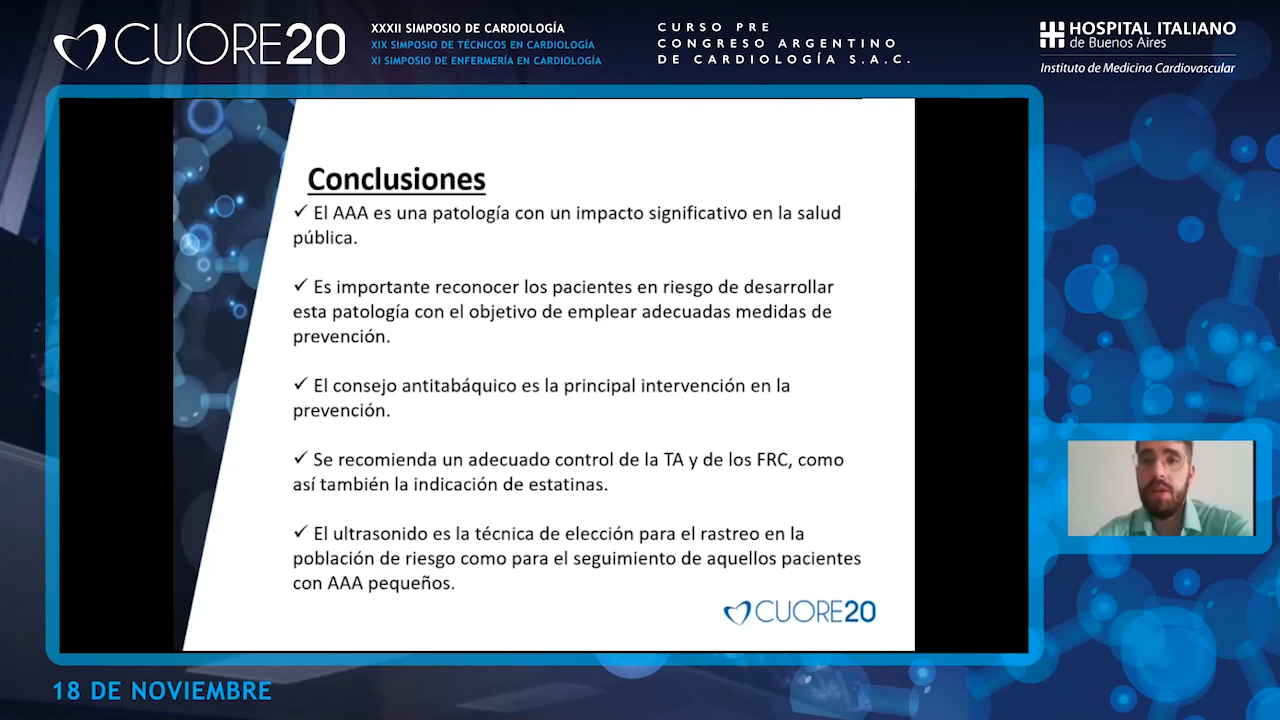 CUORE20
XXXII SIMPOSIO DE CARDIOLOGÍA
XIX SIMPOSIO DE TÉCNICOS EN CARDIOLOGÍA
XI SIMPOSIO DE ENFERMERÍA EN CARDIOLOGÍA
CURSO PRE
CONGRESO ARGENTINO
DE CARDIOLOGÍA S.A.C.
HOSPITAL ITALIANO
de Buenos Aires
Instituto de Medicina Cardiovascular
Conclusiones
✓ El AAA es una patología con un impacto significativo en la salud
pública.
✓ Es importante reconocer los pacientes en riesgo de desarrollar
esta patología con el objetivo de emplear adecuadas medidas de
prevención.
✓ El consejo antitabáquico es la principal intervención en la
prevención.
✓ Se recomienda un adecuado control de la TA y de los FRC, como
así también la indicación de estatinas.
✓ El ultrasonido es la técnica de elección para el rastreo en la
población de riesgo como para el seguimiento de aquellos pacientes
con AAA pequeños.
CUORE20
18 DE NOVIEMBRE